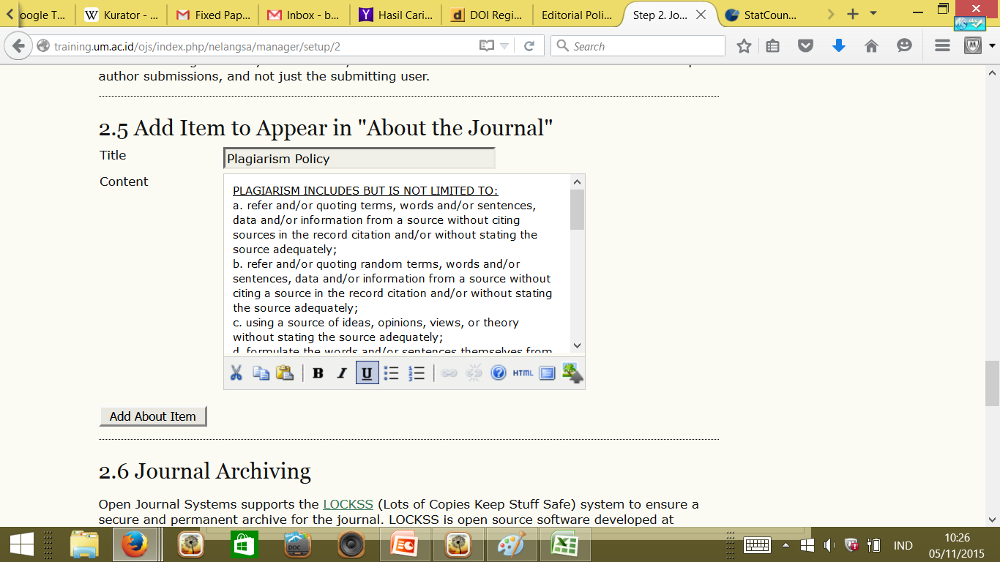 oogle T...
Kurator - ...
Fixed Pap...
Inbox - b...
Hasil Cari...
DOI Regi...
Editorial Poli...
Step 2. Jo...
StatCoun...
training.um.ac.id/ojs/index.php/nelangsa/manager/setup/2
Search
author submissions, and not just the submitting user.
2.5 Add Item to Appear in "About the Journal"
Title
Plagiarism Policy
Content
PLAGIARISM INCLUDES BUT IS NOT LIMITED TO:
a. refer and/or quoting terms, words and/or sentences,
data and/or information from a source without citing
sources in the record citation and/or without stating the
source adequately;
b. refer and/or quoting random terms, words and/or
sentences, data and/or information from a source without
citing a source in the record citation and/or without stating
the source adequately;
c. using a source of ideas, opinions, views, or theory
without stating the source adequately;
d. formulate the words and/or sentences themselves from
B I U HTML
Add About Item
2.6 Journal Archiving
Open Journal Systems supports the LOCKSS (Lots of Copies Keep Stuff Safe) system to ensure a
secure and permanent archive for the journal. LOCKSS is open source software developed at
DOC
IND
10:26
05/11/2015